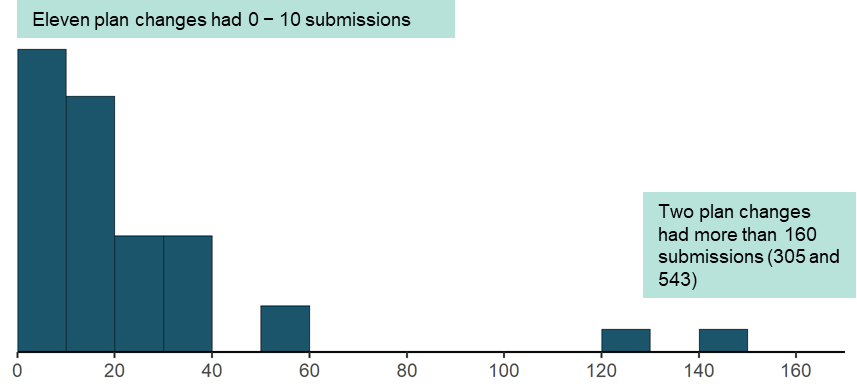 Eleven plan changes had 0 − 10 submissions
Two plan changes
had more than 160
submissions (305 and
543)
0 20 40 60 80 100 120 140 160